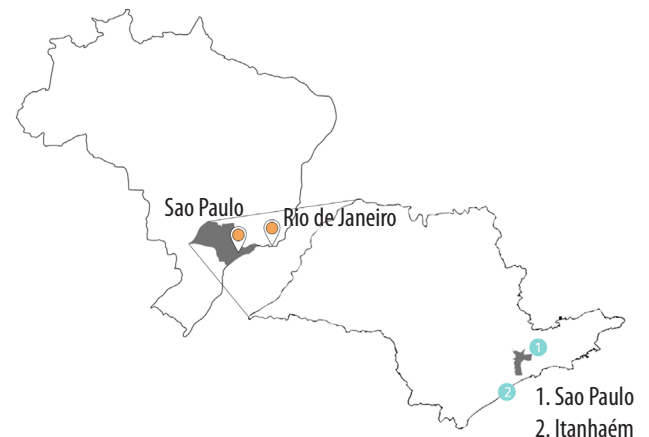 Sao Paulo
Rio de Janeiro
1
2
1. Sao Paulo
2. Itanhaém